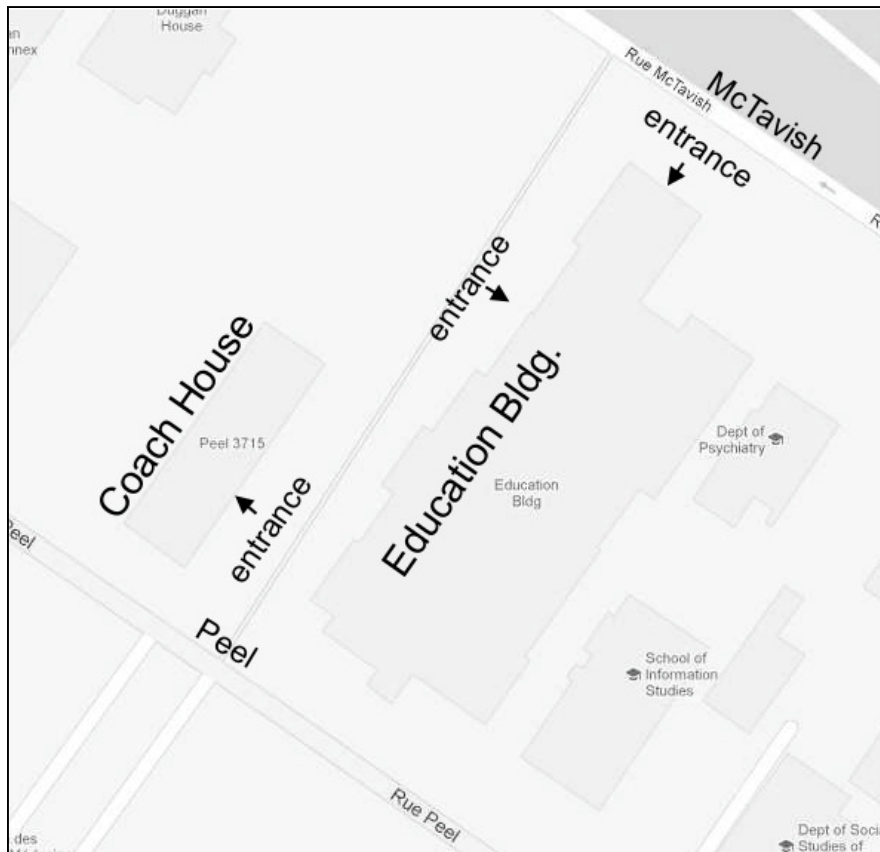 Duggan
House
Rue McTavish
McTavish
entrance
entrance
Coach House
Peel 3715
Education Bldg.
Dept of
Psychiatry
Education
Bldg
entrance
Peel
Peel
School of
Information
Studies
Rue Peel
des
Dept of Soci
Studies of